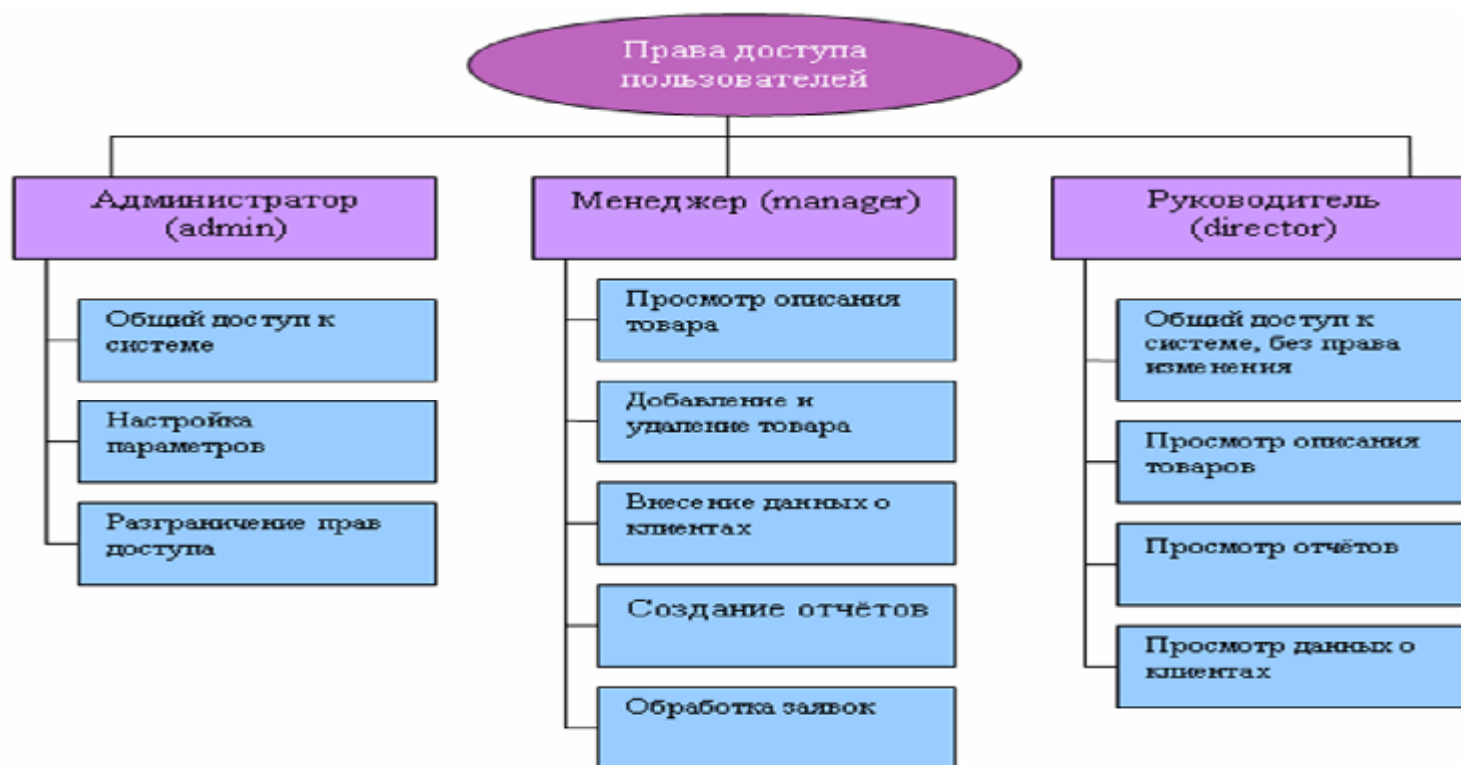 Права доступа
пользователей
Администратор
(admin)
Общий доступ к
системе
Настройка
параметров
Разграничение прав
доступа
Менеджер (manager)
Просмотр описания
товара
Добавление и
удаление товара
Внесение данных о
клиентах
Создание отчётов
Обработка заявок
Руководитель
(director)
Общий доступ к
системе, без права
изменения
Просмотр описания
товаров
Просмотр отчётов
Просмотр данных о
клиентах